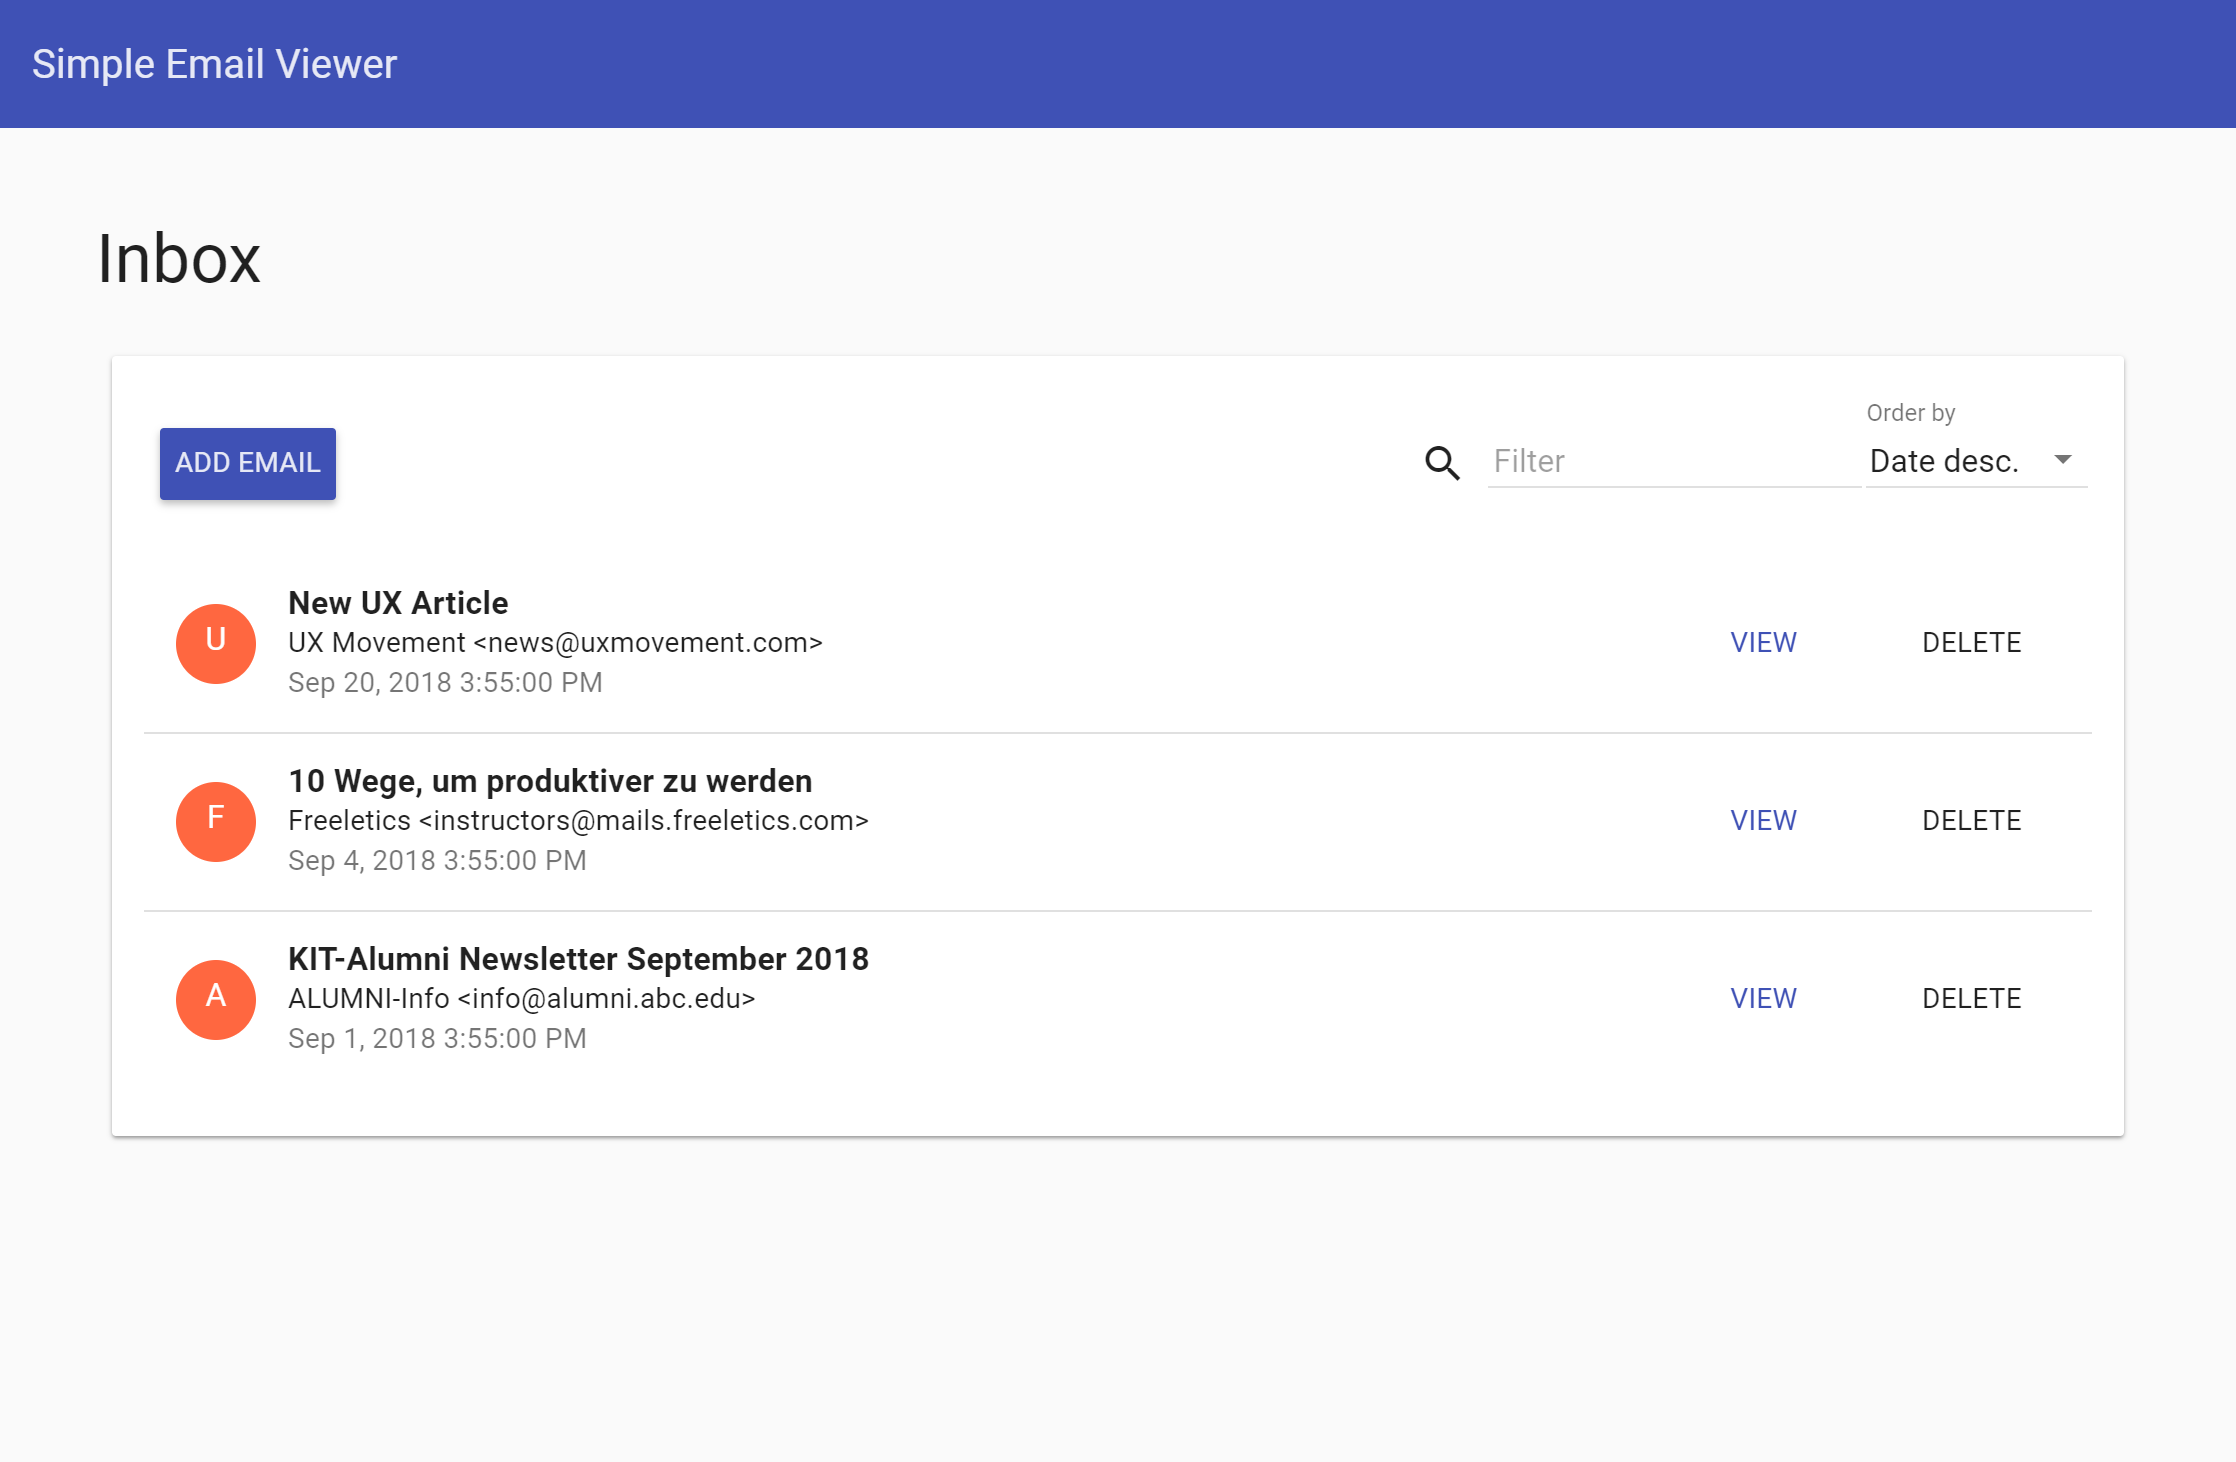 Simple Email Viewer
Inbox
ADD EMAIL
Filter
Order by
Date desc.
U
New UX Article
UX Movement <news@uxmovement.com>
Sep 20, 2018 3:55:00 PM
VIEW
DELETE
F
10 Wege, um produktiver zu werden
Freeletics <instructors@mails.freeletics.com>
Sep 4, 2018 3:55:00 PM
VIEW
DELETE
A
KIT-Alumni Newsletter September 2018
ALUMNI-Info <info@alumni.abc.edu>
Sep 1, 2018 3:55:00 PM
VIEW
DELETE